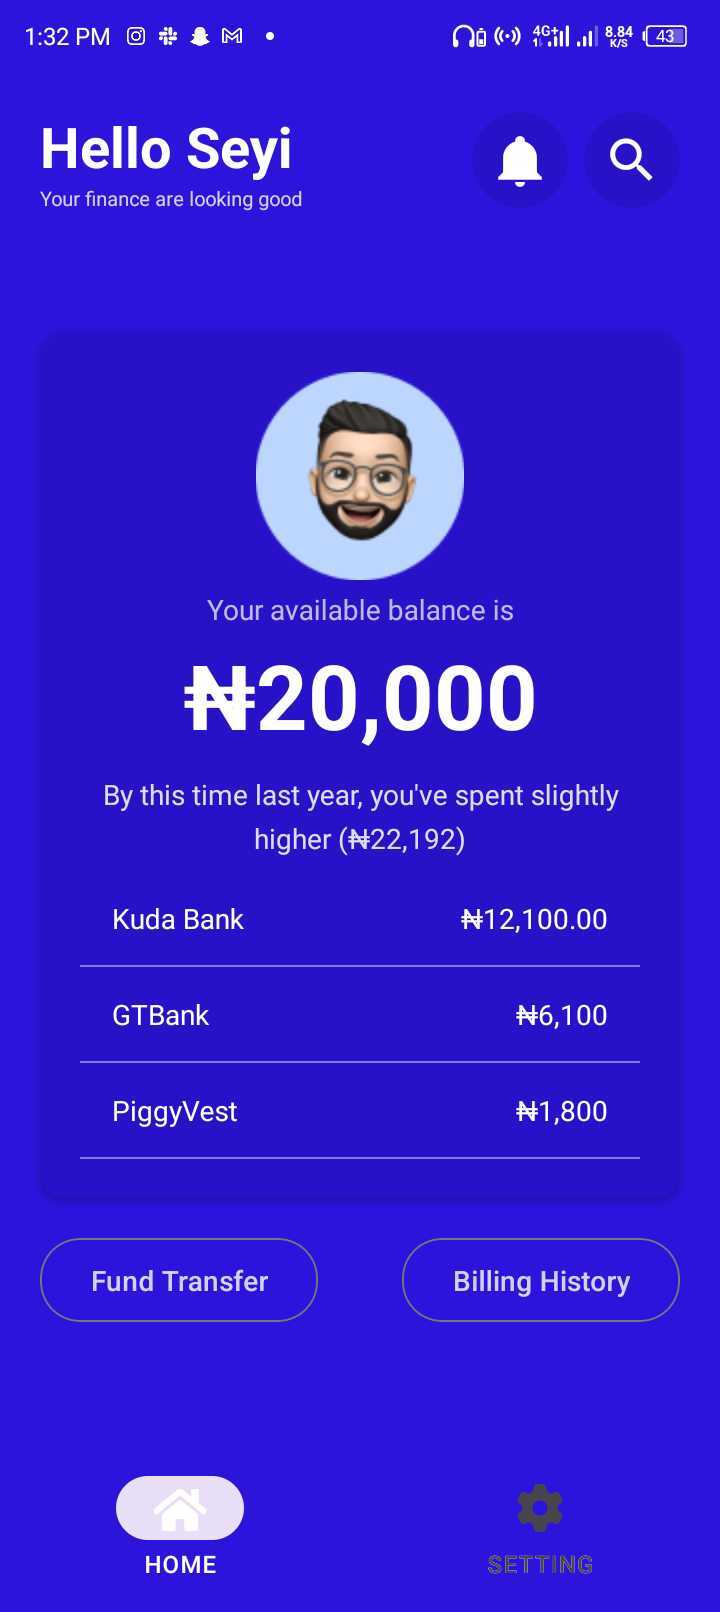 1:32 PM
4G+
8.84
K/S
43
Hello Seyi
Your finance are looking good
Your available balance is
₦20,000
By this time last year, you've spent slightly
higher (₦22,192)
Kuda Bank ₦12,100.00
GTBank ₦6,100
PiggyVest ₦1,800
Fund Transfer Billing History
HOME SETTING